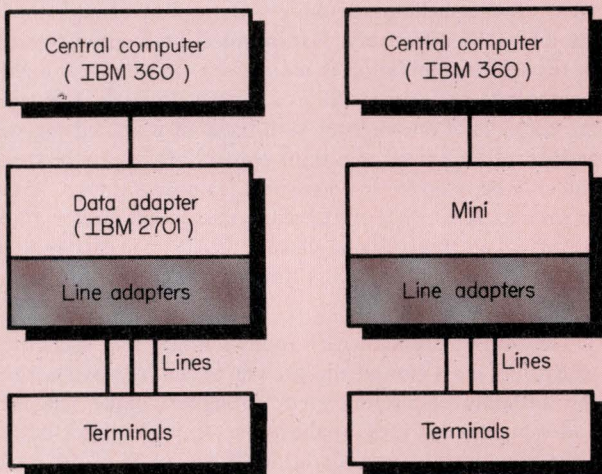 Central computer
( IBM 360 )
Data adapter
( IBM 2701 )
Line adapters
Lines
Terminals
Central computer
( IBM 360 )
Mini
Line adapters
Lines
Terminals